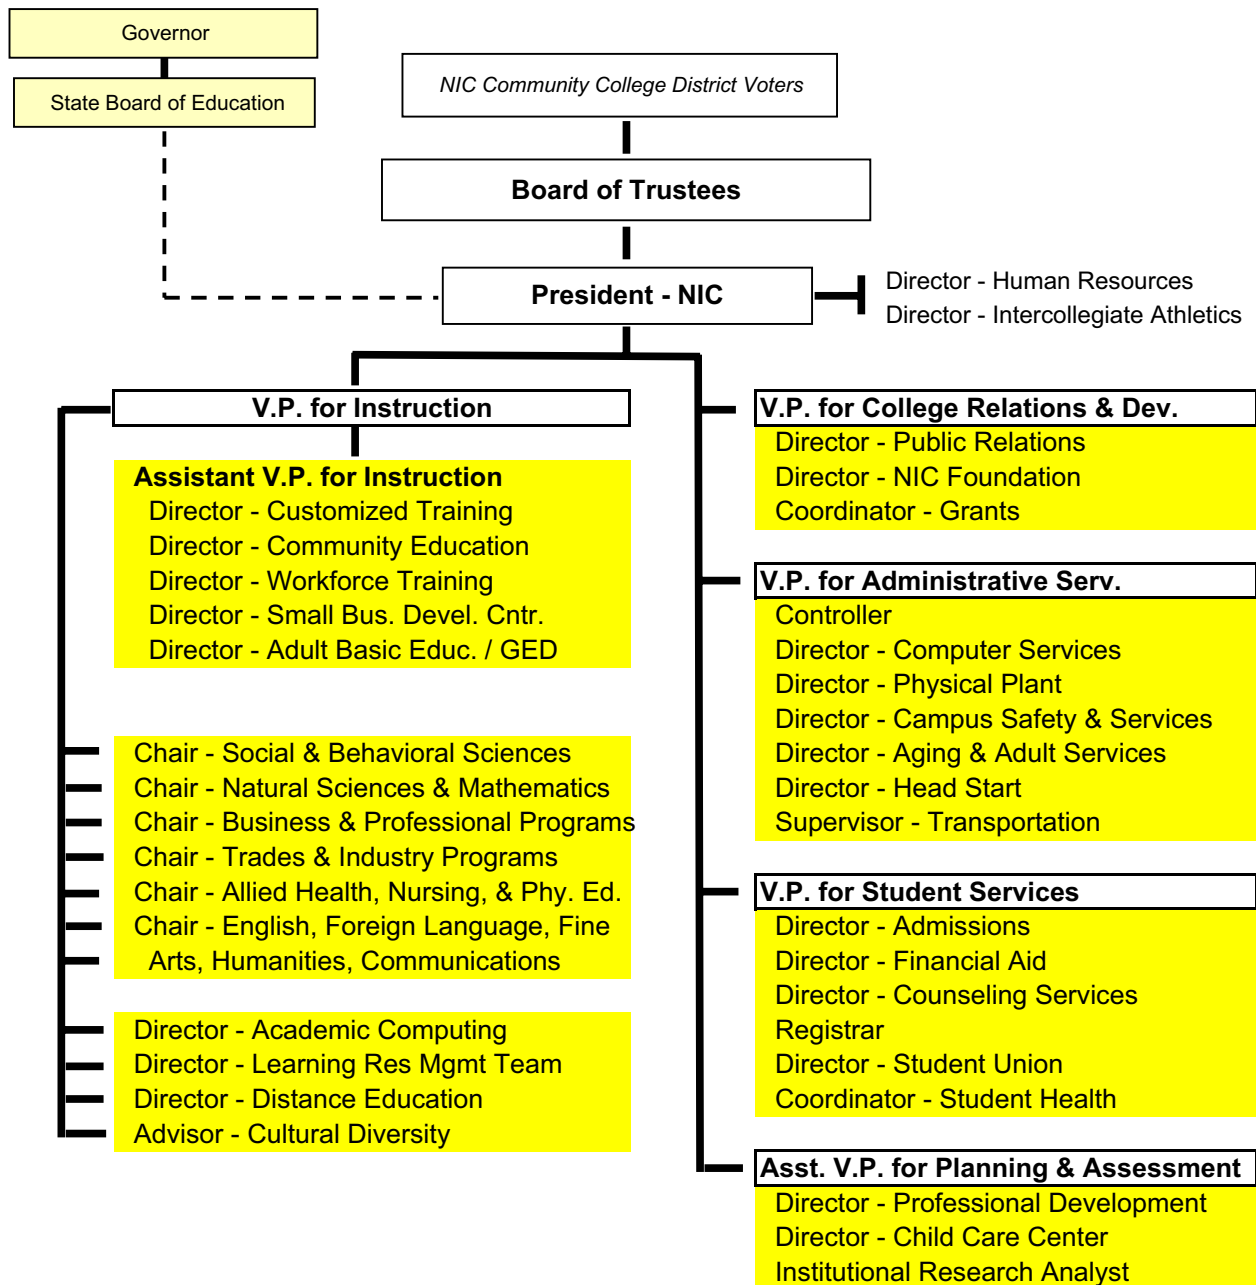 Governor
State Board of Education
NIC Community College District Voters
Board of Trustees
President - NIC
Director - Human Resources
Director - Intercollegiate Athletics
V.P. for Instruction
Assistant V.P. for Instruction
Director - Customized Training
Director - Community Education
Director - Workforce Training
Director - Small Bus. Devel. Cntr.
Director - Adult Basic Educ. / GED
Chair - Social & Behavioral Sciences
Chair - Natural Sciences & Mathematics
Chair - Business & Professional Programs
Chair - Trades & Industry Programs
Chair - Allied Health, Nursing, & Phy. Ed.
Chair - English, Foreign Language, Fine
Arts, Humanities, Communications
Director - Academic Computing
Director - Learning Res Mgmt Team
Director - Distance Education
Advisor - Cultural Diversity
V.P. for College Relations & Dev.
Director - Public Relations
Director - NIC Foundation
Coordinator - Grants
V.P. for Administrative Serv.
Controller
Director - Computer Services
Director - Physical Plant
Director - Campus Safety & Services
Director - Aging & Adult Services
Director - Head Start
Supervisor - Transportation
V.P. for Student Services
Director - Admissions
Director - Financial Aid
Director - Counseling Services
Registrar
Director - Student Union
Coordinator - Student Health
Asst. V.P. for Planning & Assessment
Director - Professional Development
Director - Child Care Center
Institutional Research Analyst